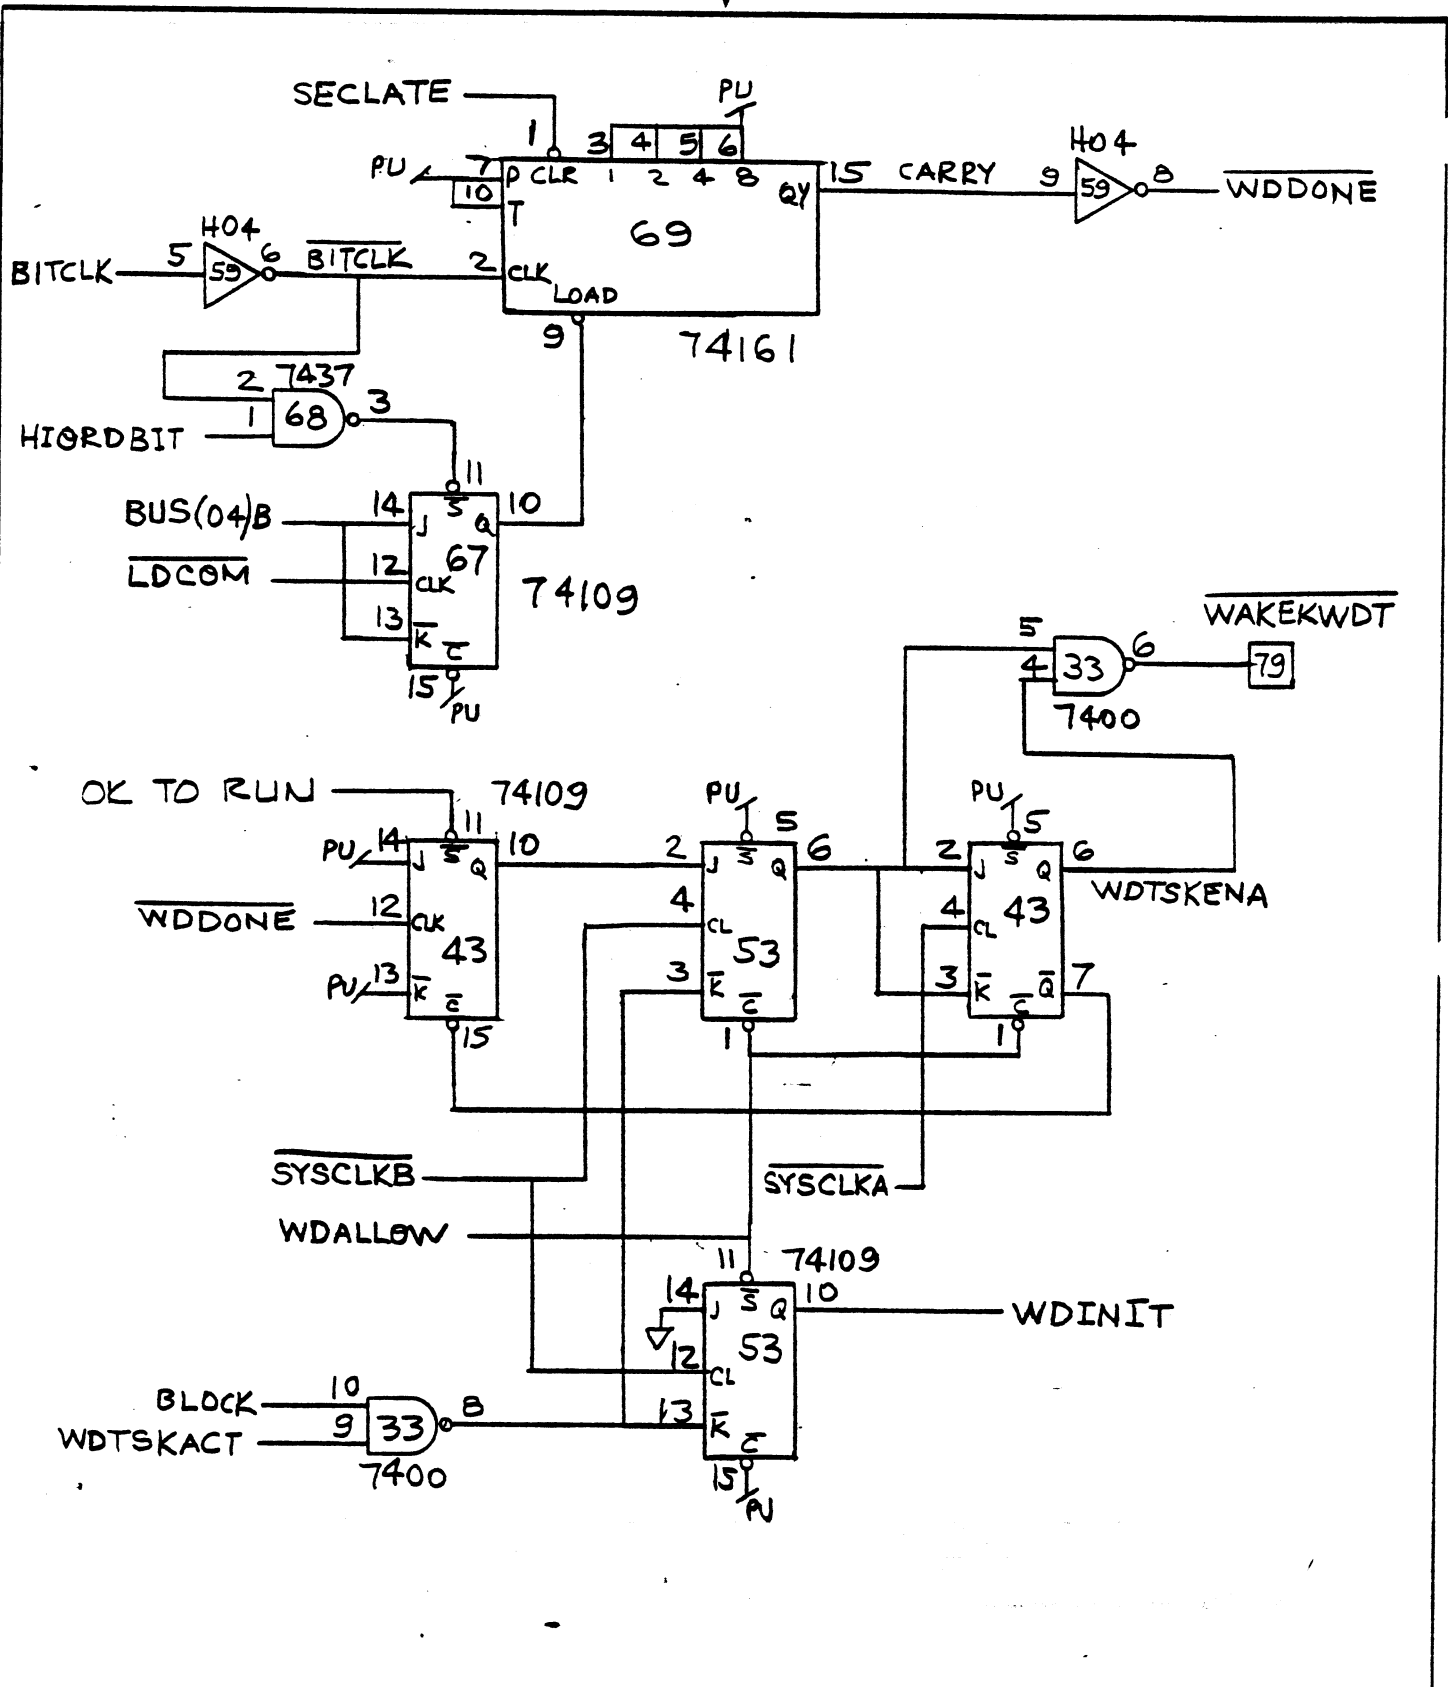 SECLATE
PU
1 3 4 5 6
H04
PU 7 P CLR 1 2 4 8 15 CARRY 9 59 8 WDDONE
10 T QY
69
H04
BITCLK 5 59 6 BITCLK 2 CLK
LOAD
9 74161
7437
2
1 68 3
HIORDBIT
11
BUS(04)B 14 J S Q 10
67
LDCOM 12 CLK 74109
13 K C
15 PU
WAKEKWDT
5
4 33 6 79
7400
OK TO RUN 11 74109
PU 5
PU 5
PU 14 J S Q 10 2 J S Q 6 2 J S Q 6
WDTSKENA
WDDONE 12 CLK 4 CL 4 CL 43
43 53
PU 13 K C 3 K C 3 K C Q 7
15 1 1
SYSCLKB SYSCLKA
WDALLOW
11 74109
14 J S Q 10 WDINIT
53
12 CL
BLOCK 10
WDTSKACT 9 33 8 13 K C
7400
15 PU